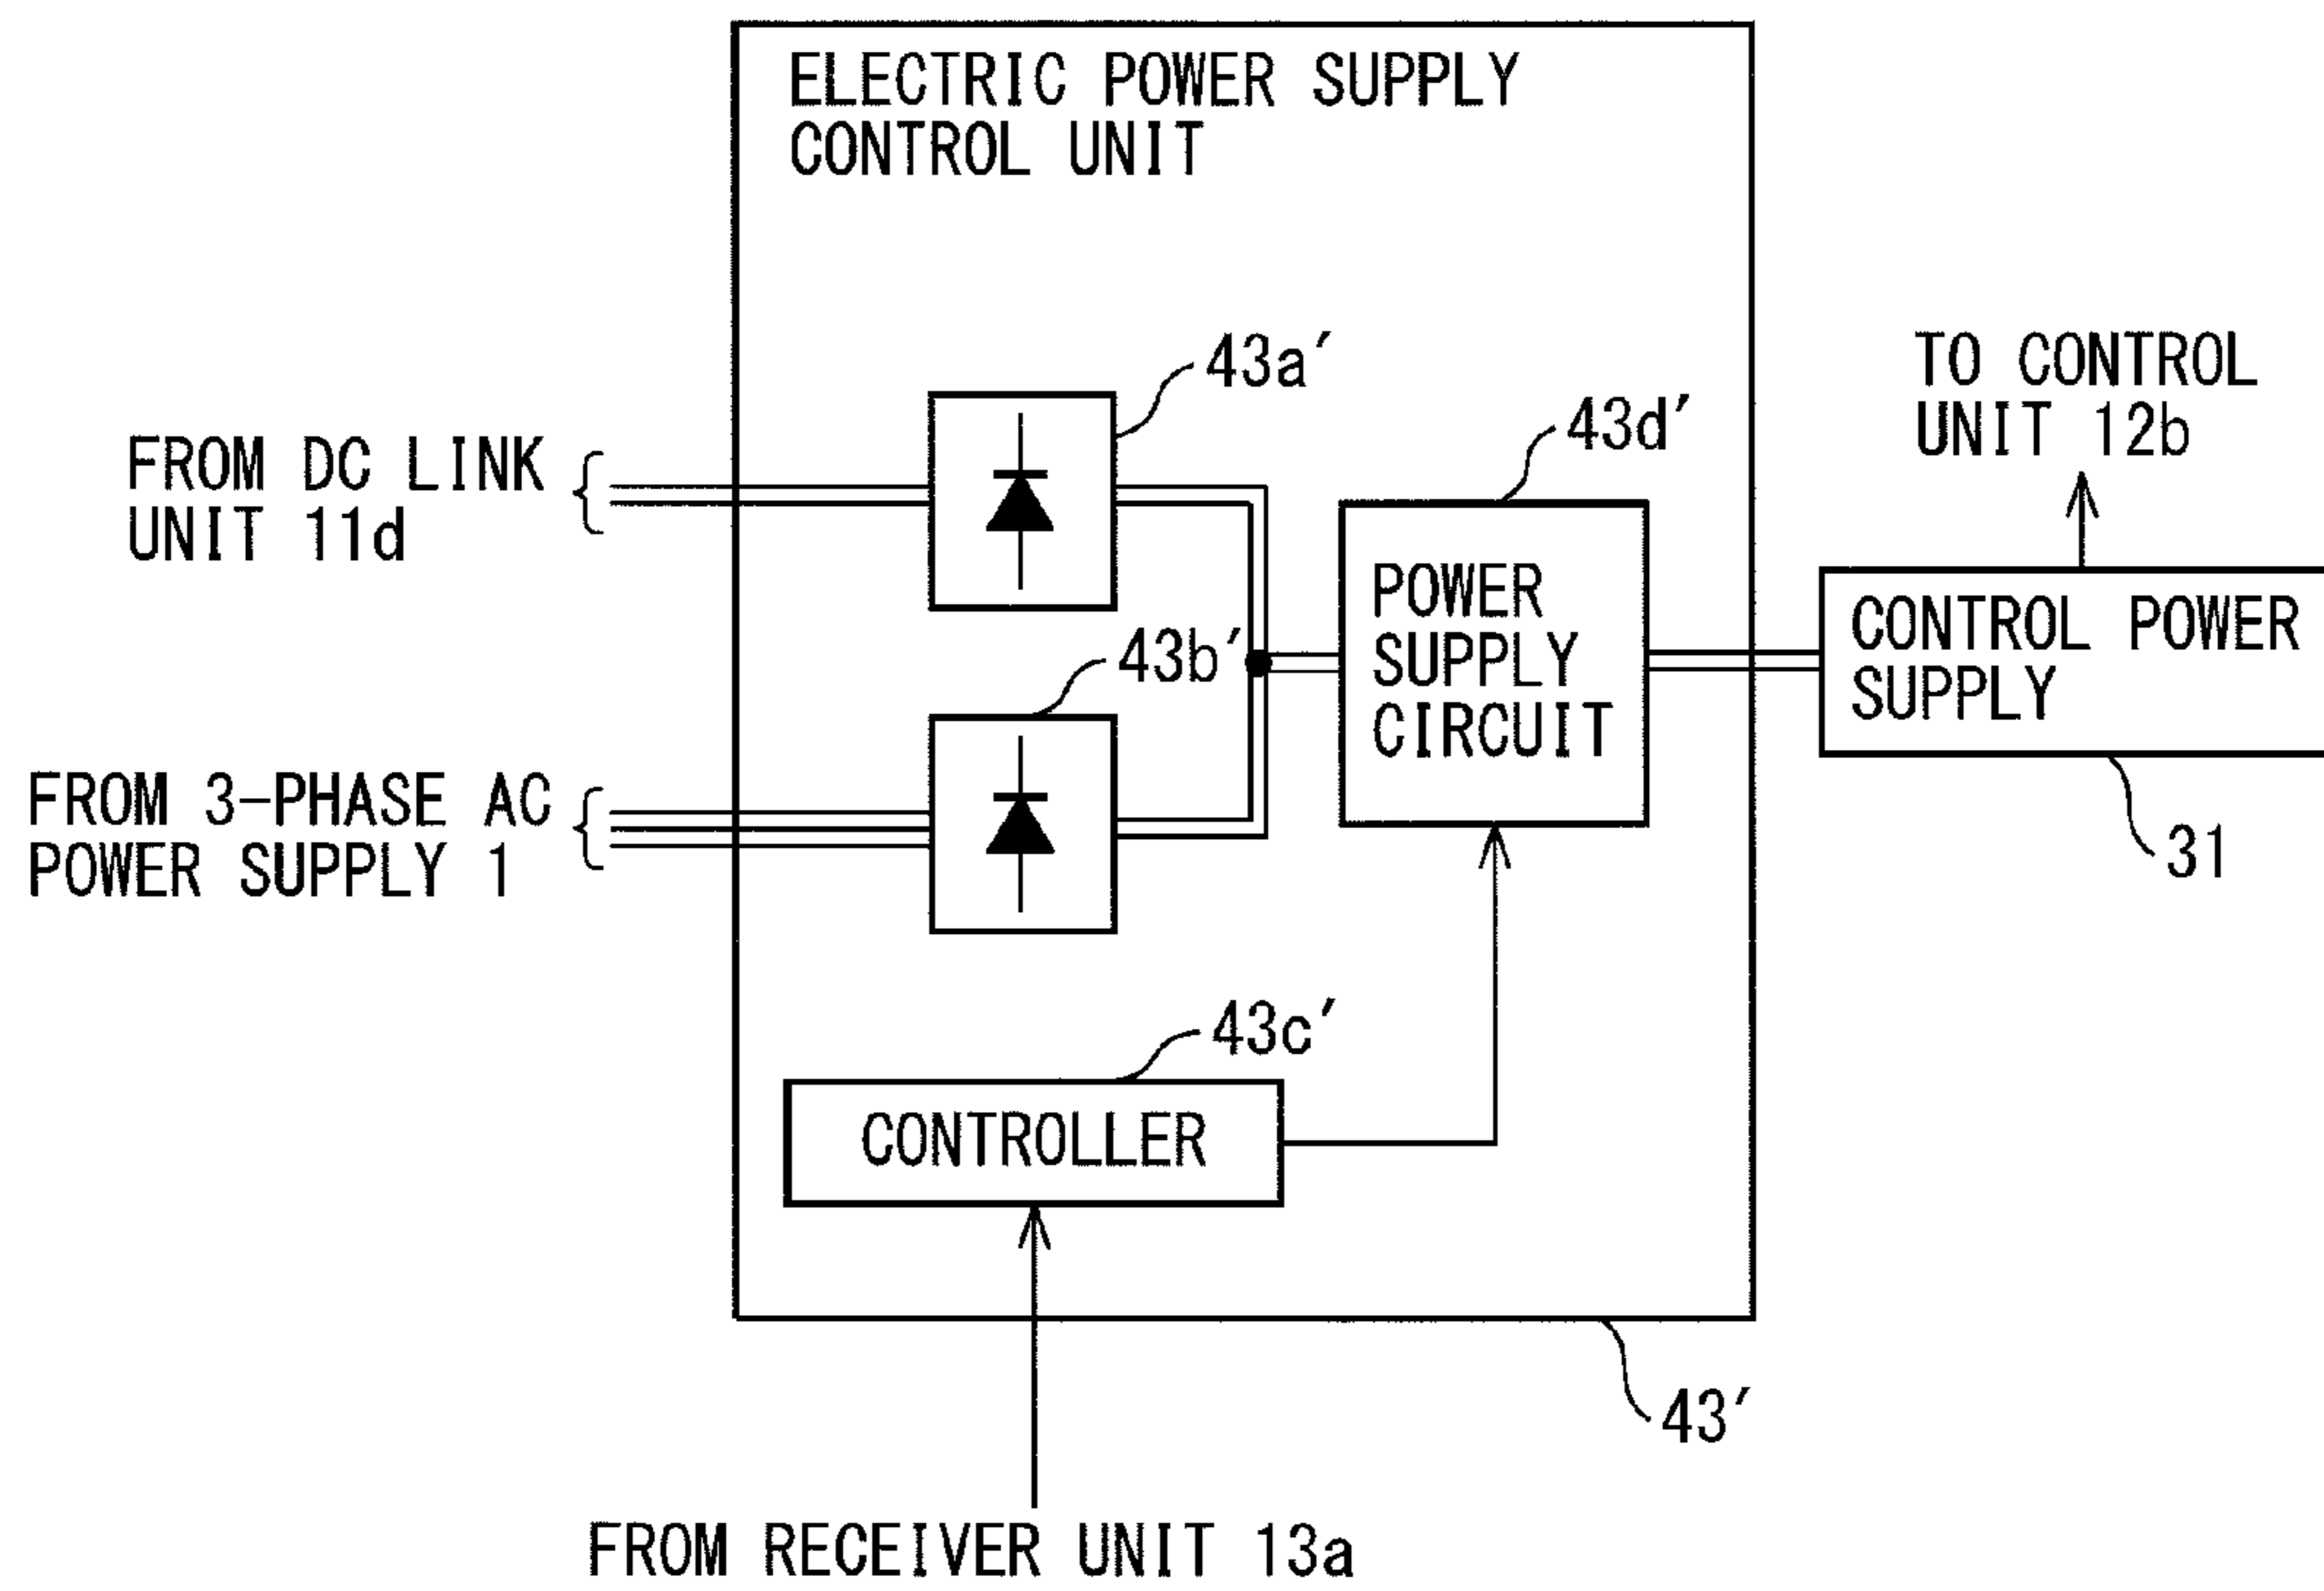 ELECTRIC POWER SUPPLY
CONTROL UNIT
43a'
43d'
TO CONTROL
UNIT 12b
FROM DC LINK
UNIT 11d
POWER
SUPPLY
CIRCUIT
CONTROL POWER
SUPPLY
43b'
FROM 3-PHASE AC
POWER SUPPLY 1
31
43c'
CONTROLLER
43'
FROM RECEIVER UNIT 13a